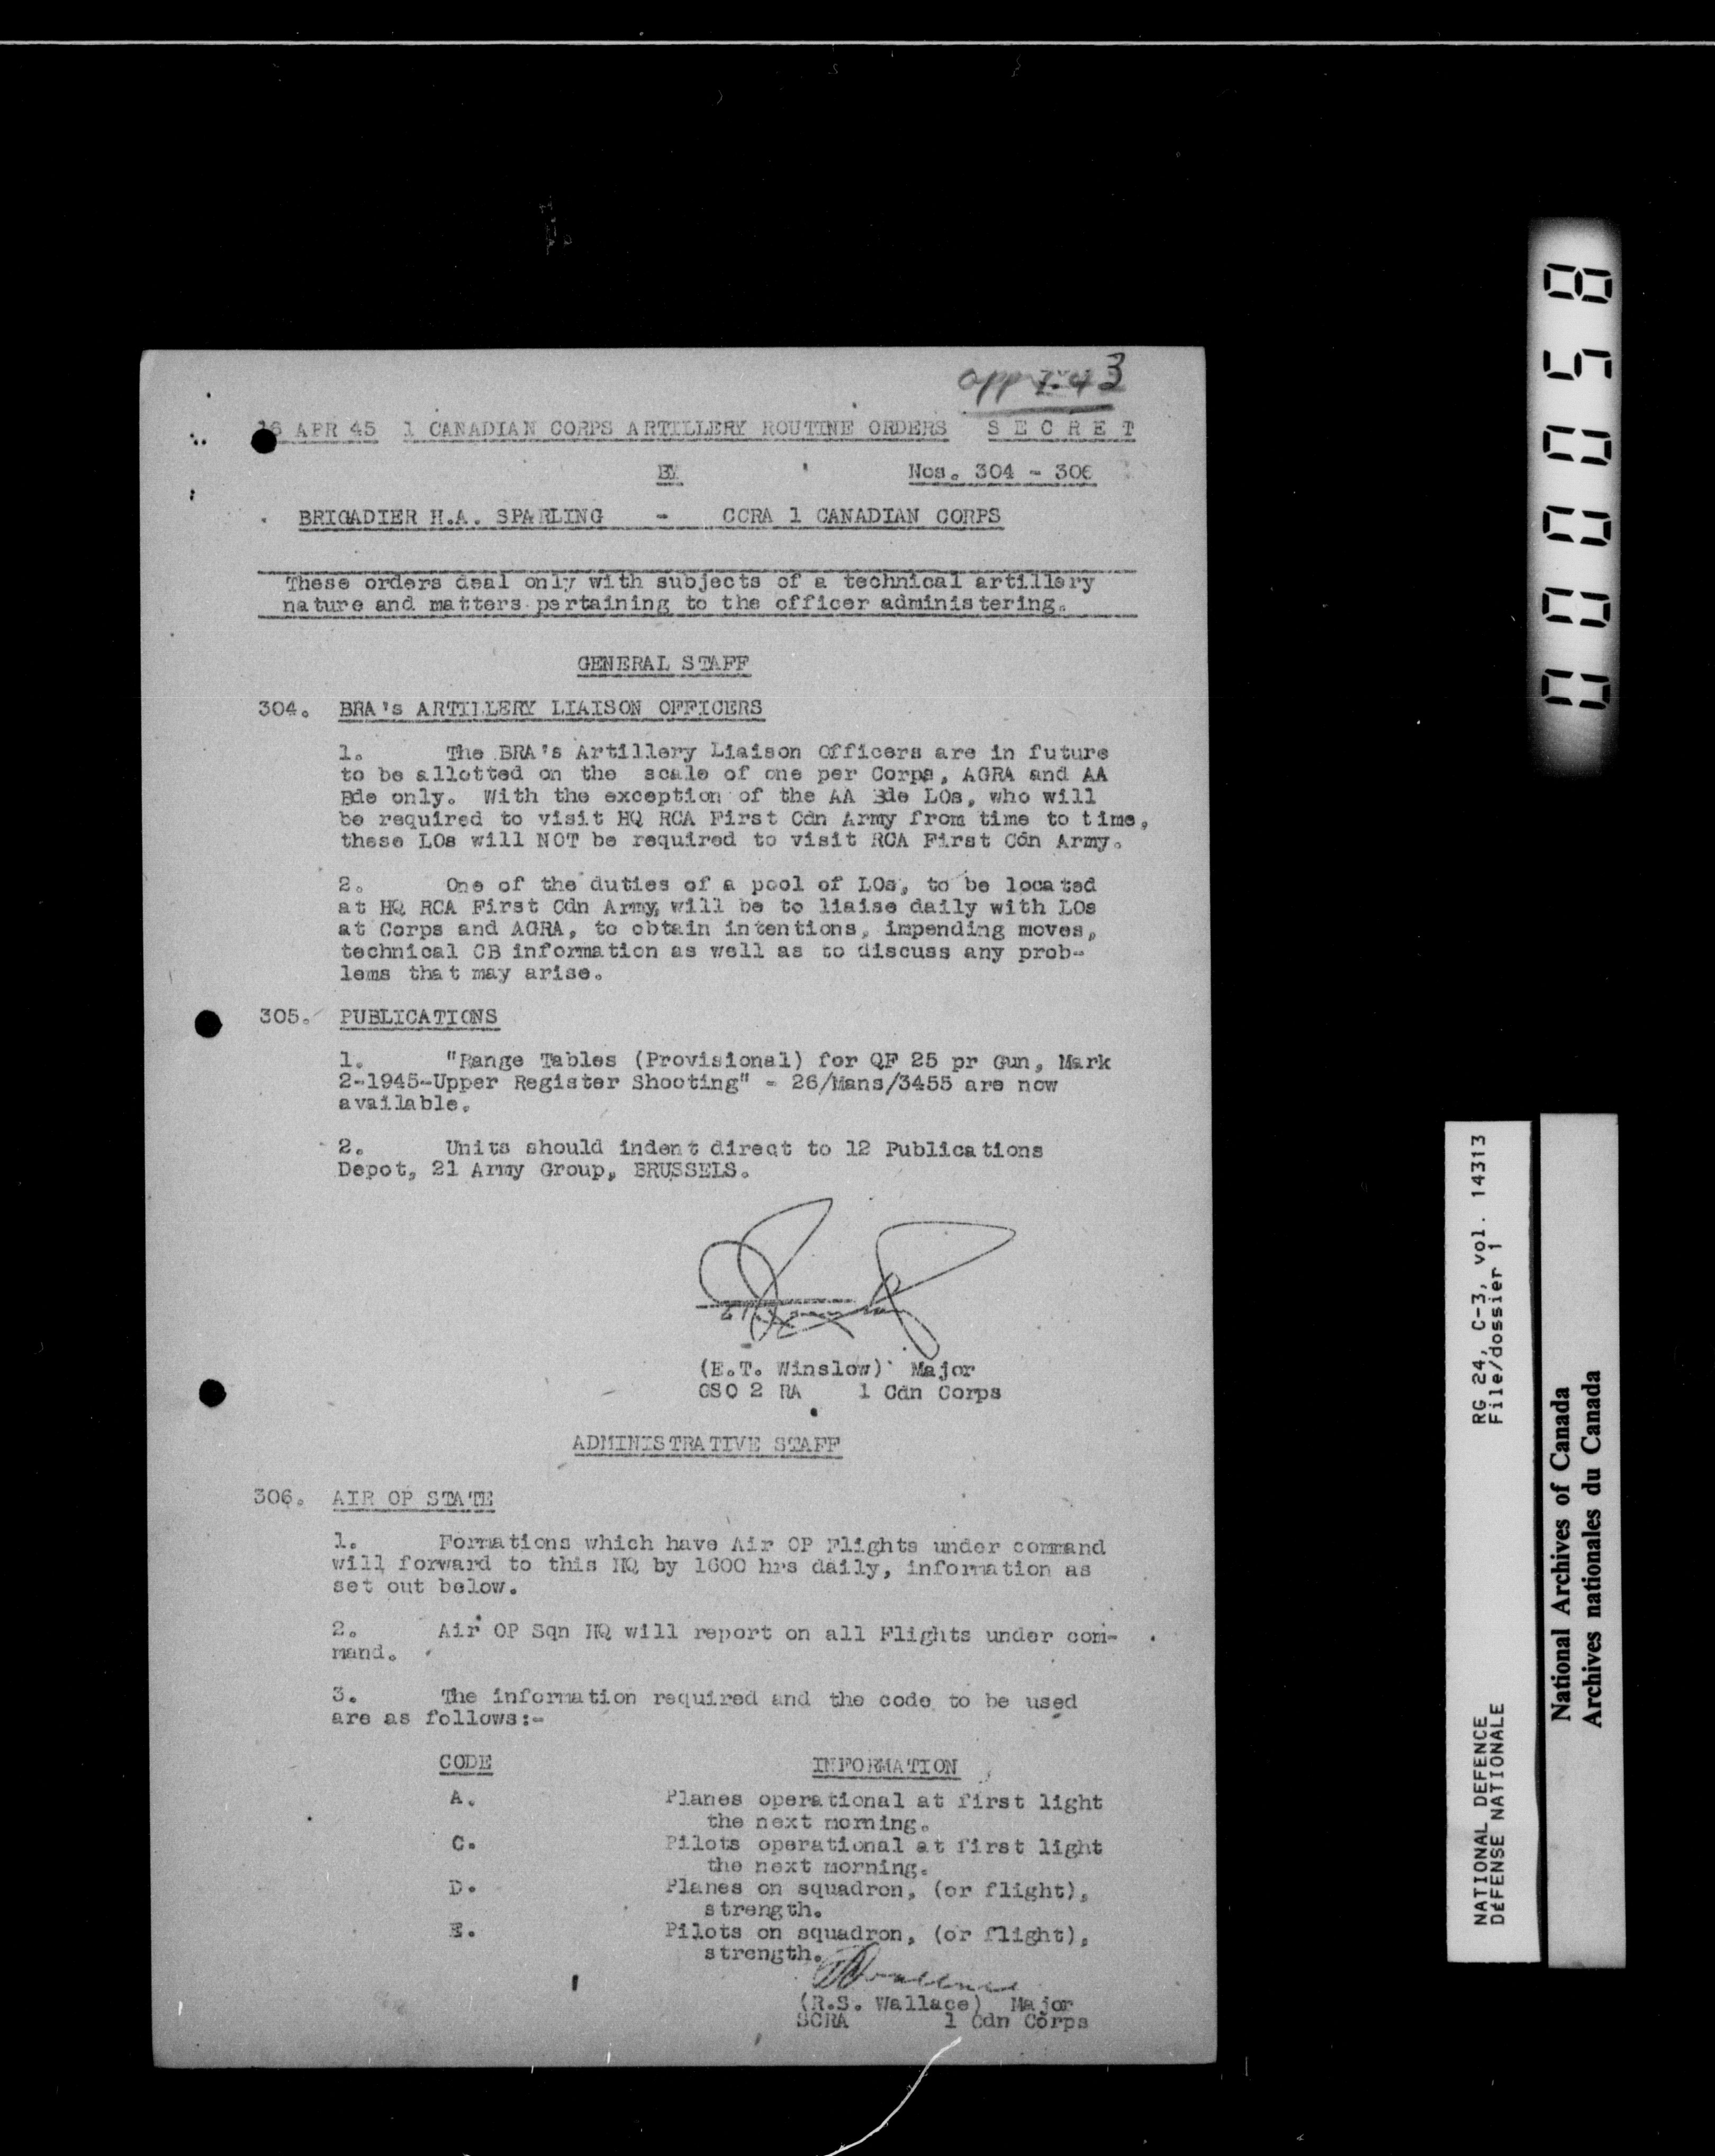 app 43
16 APR 45 1 CANADIAN CORPS ARTILLERY ROUTINE ORDERS S E C R E T
BY Nos. 304 - 306
BRIGADIER H.A. SPARLING - CCRA 1 CANADIAN CORPS
These orders deal only with subjects of a technical artillery
nature and matters pertaining to the officer administering.
GENERAL STAFF
304. BRA's ARTILLERY LIAISON OFFICERS
1. The BRA's Artillery Liaison Officers are in future
to be allotted on the scale of one per Corps, AGRA and AA
Bde only. With the exception of the AA Bde LOs, who will
be required to visit HQ RCA First Cdn Army from time to time,
these LOs will NOT be required to visit RCA First Cdn Army.
2. One of the duties of a pool of LOs, to be located
at HQ RCA First Cdn Army, will be to liaise daily with LOs
at Corps and AGRA, to obtain intentions, impending moves,
technical CB information as well as to discuss any prob-
lems that may arise.
305. PUBLICATIONS
1. "Range Tables (Provisional) for QF 25 pr Gun, Mark
2-1945-Upper Register Shooting" - 26/Mans/3455 are now
available.
2. Units should indent direct to 12 Publications
Depot, 21 Army Group, BRUSSELS.
(E.T. Winslow) Major
GSO 2 RA 1 Cdn Corps
ADMINISTRATIVE STAFF
306. AIR OP STATE
1. Formations which have Air OP Flights under command
will forward to this HQ by 1600 hrs daily, information as
set out below.
2. Air OP Sqn HQ will report on all Flights under com-
mand.
3. The information required and the code to be used
are as follows:-
CODE INFORMATION
A. Planes operational at first light
the next morning.
C. Pilots operational at first light
the next morning.
D. Planes on squadron, (or flight),
strength.
E. Pilots on squadron, (or flight),
strength.
(R.S. Wallace) Major
SCRA 1 Cdn Corps
000058
NATIONAL DEFENCE RG 24, C-3, vol. 14313
DÉFENSE NATIONALE File/dossier 1
National Archives of Canada
Archives nationales du Canada